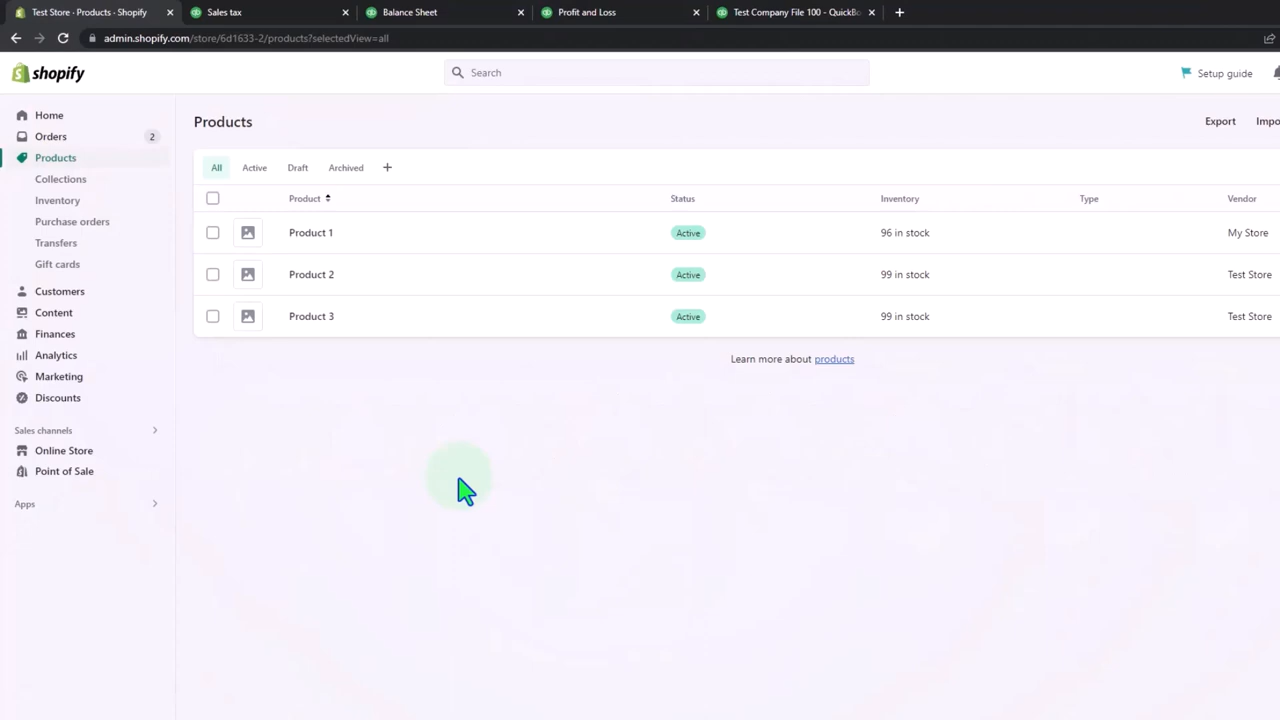 Test Store · Products · Shopify
Sales tax
Balance Sheet
Profit and Loss
Test Company File 100 - QuickBo
admin.shopify.com/store/6d1633-2/products?selectedView=all
shopify
Search
Setup guide
Home
Orders 2
Products
Collections
Inventory
Purchase orders
Transfers
Gift cards
Customers
Content
Finances
Analytics
Marketing
Discounts
Sales channels
Online Store
Point of Sale
Apps
Products
Export Impo
All Active Draft Archived
Product Status Inventory Type Vendor
Product 1 Active 96 in stock My Store
Product 2 Active 99 in stock Test Store
Product 3 Active 99 in stock Test Store
Learn more about products